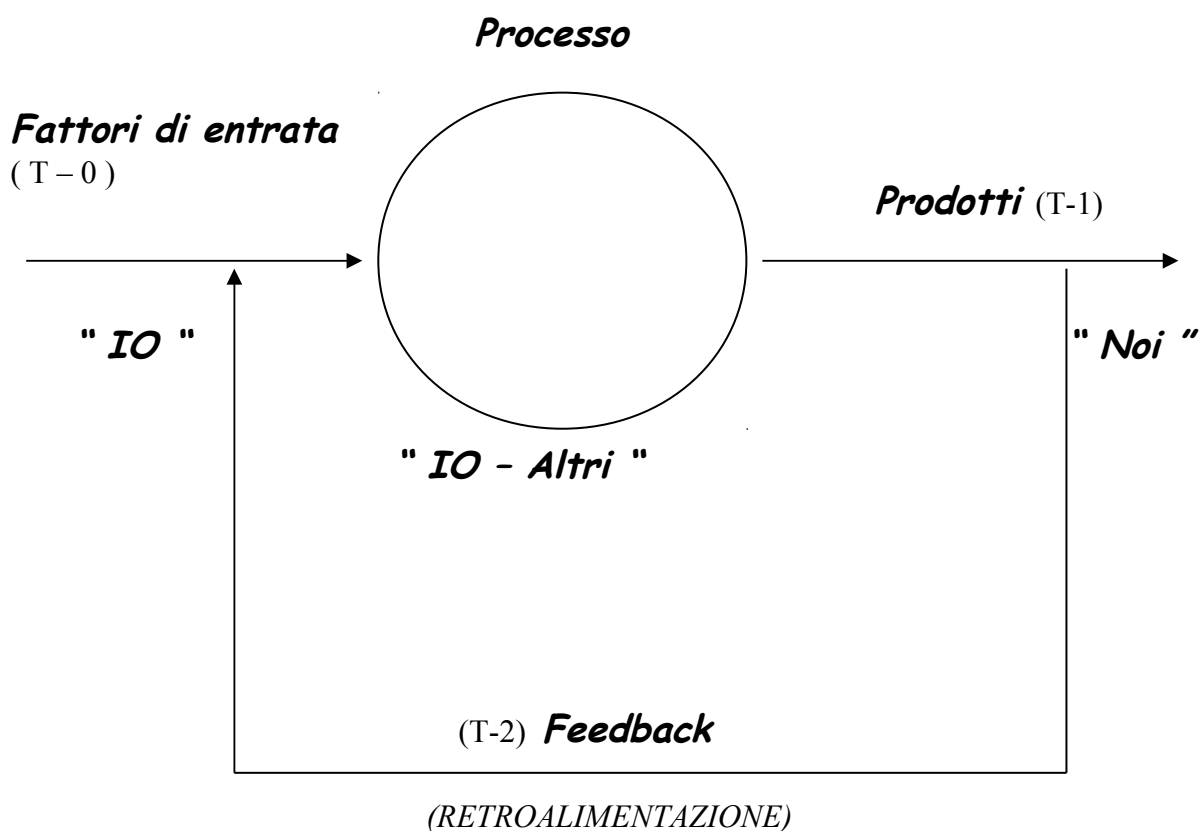 Processo
Fattori di entrata
( T – 0 )
Prodotti (T-1)
“ IO “
“ Noi ”
“ IO – Altri “
(T-2) Feedback
(RETROALIMENTAZIONE)